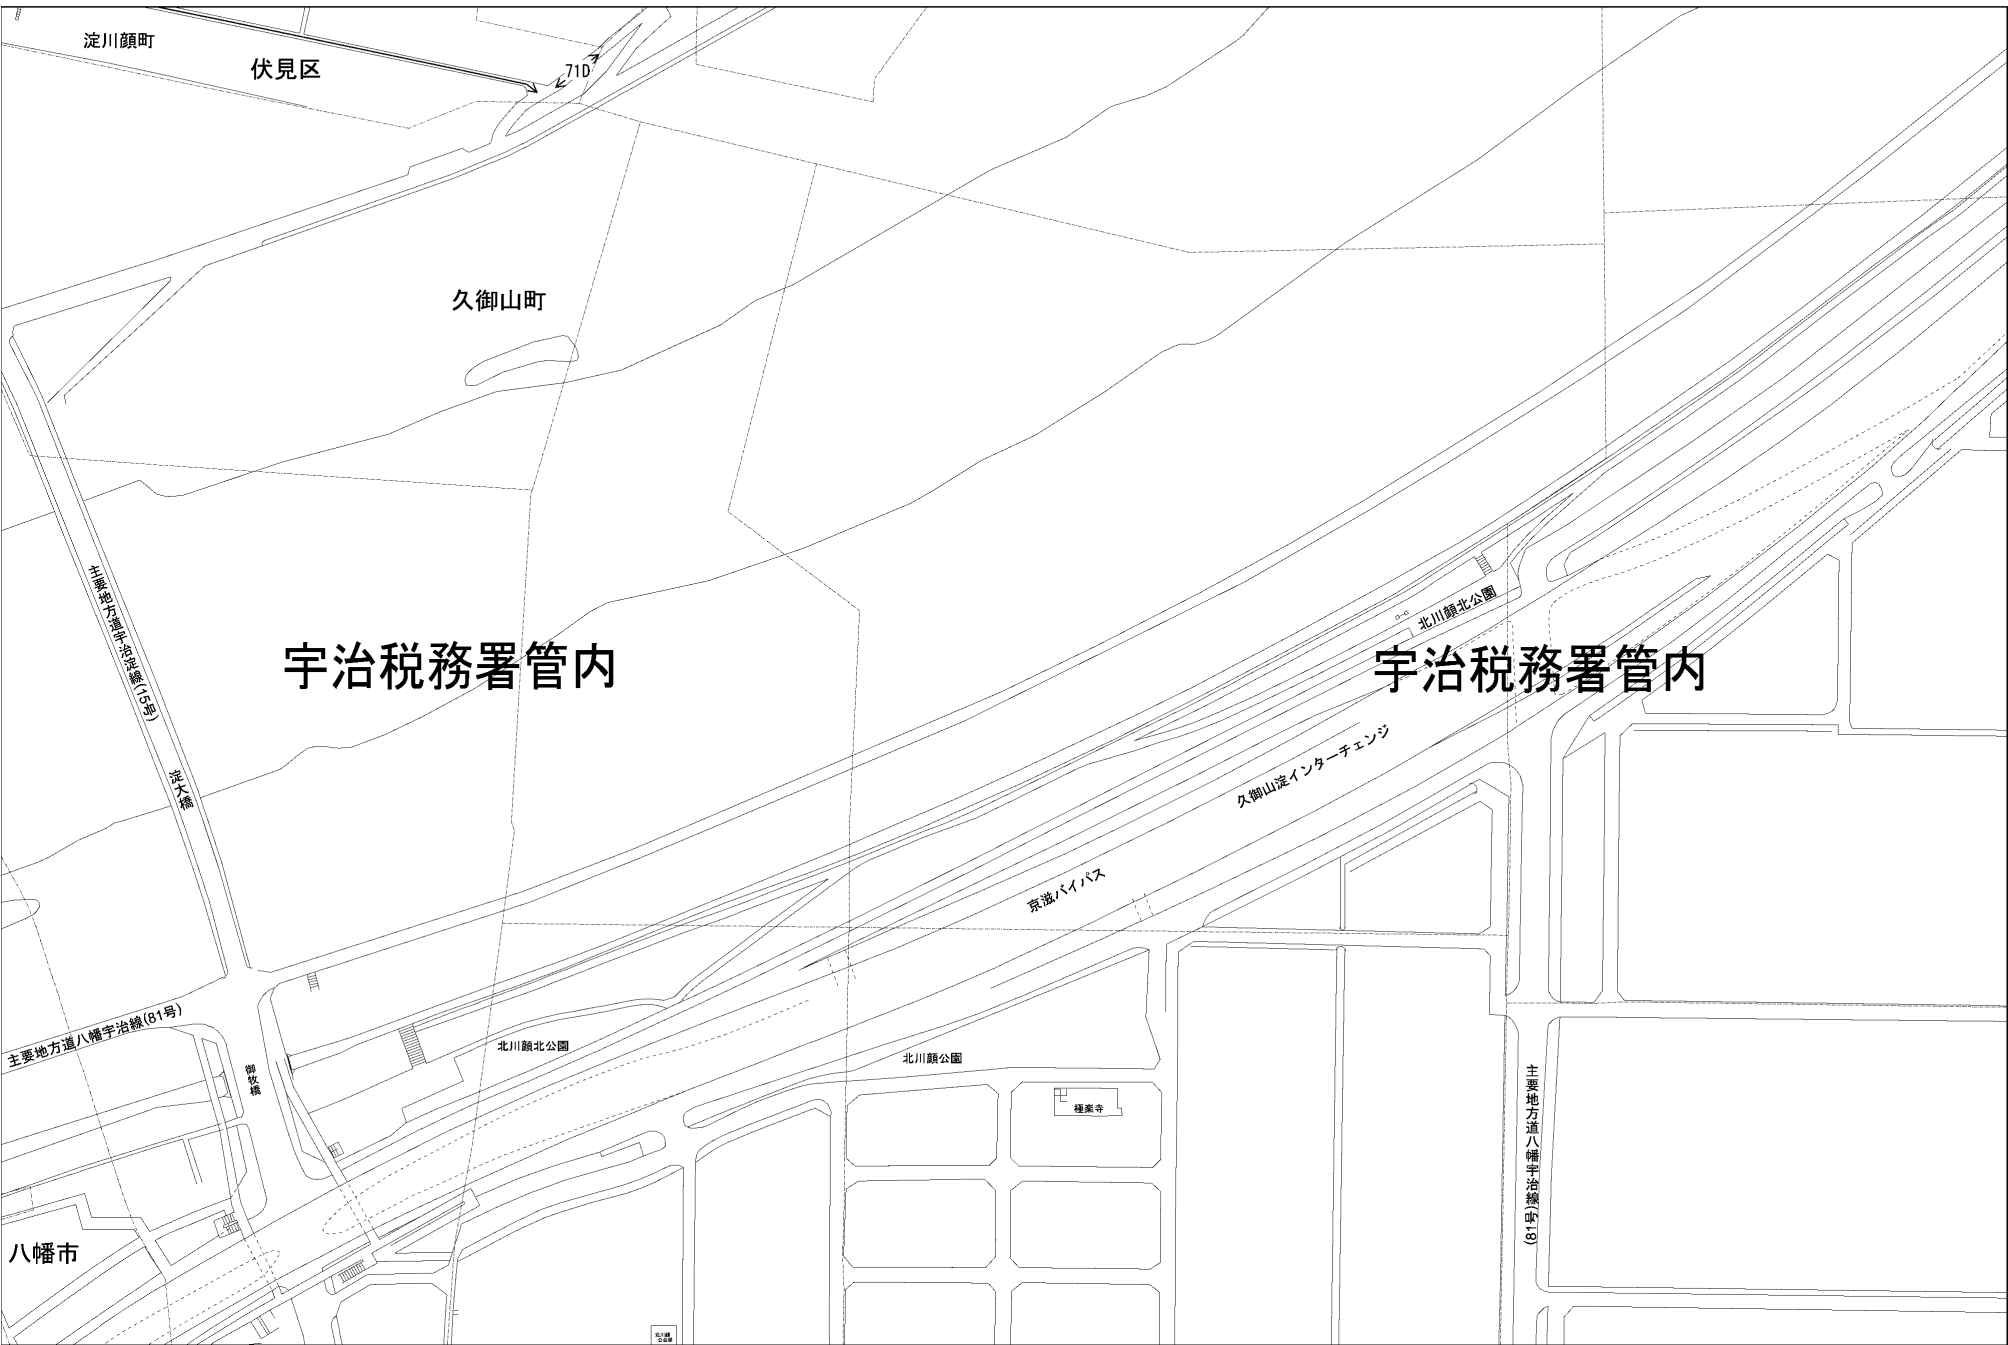 淀川顔町
伏見区
71D
久御山町
主要地方道宇治淀線(15号)
宇治税務署管内
北川顔北公園
宇治税務署管内
久御山淀インターチェンジ
淀大橋
京滋バイパス
主要地方道八幡宇治線(81号)
御牧橋
北川顔北公園
北川顔公園
極楽寺
主要地方道八幡宇治線(81号)
八幡市